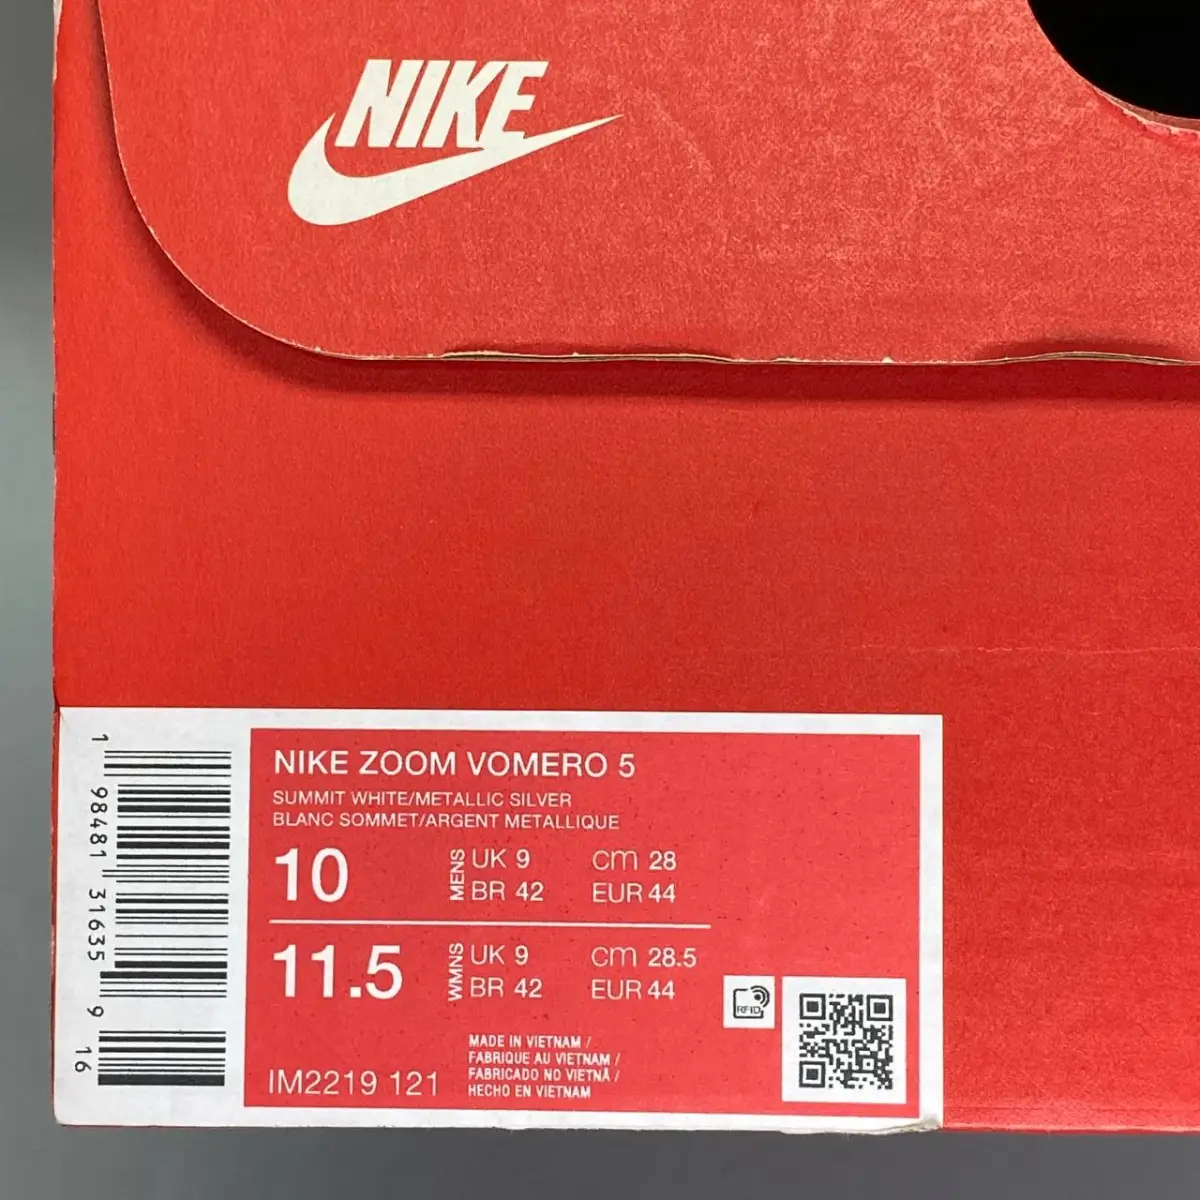 NIKE
NIKE ZOOM VOMERO 5
SUMMIT WHITE/METALLIC SILVER
BLANC SOMMET/ARGENT METALLIQUE
10 MENS UK 9 cm 28
BR 42 EUR 44
11.5 WMNS UK 9 cm 28.5
BR 42 EUR 44
IM2219 121
MADE IN VIETNAM /
FABRIQUE AU VIETNAM /
FABRICADO NO VIETNÃ /
HECHO EN VIETNAM
RFID
1 98481 31635 9 16